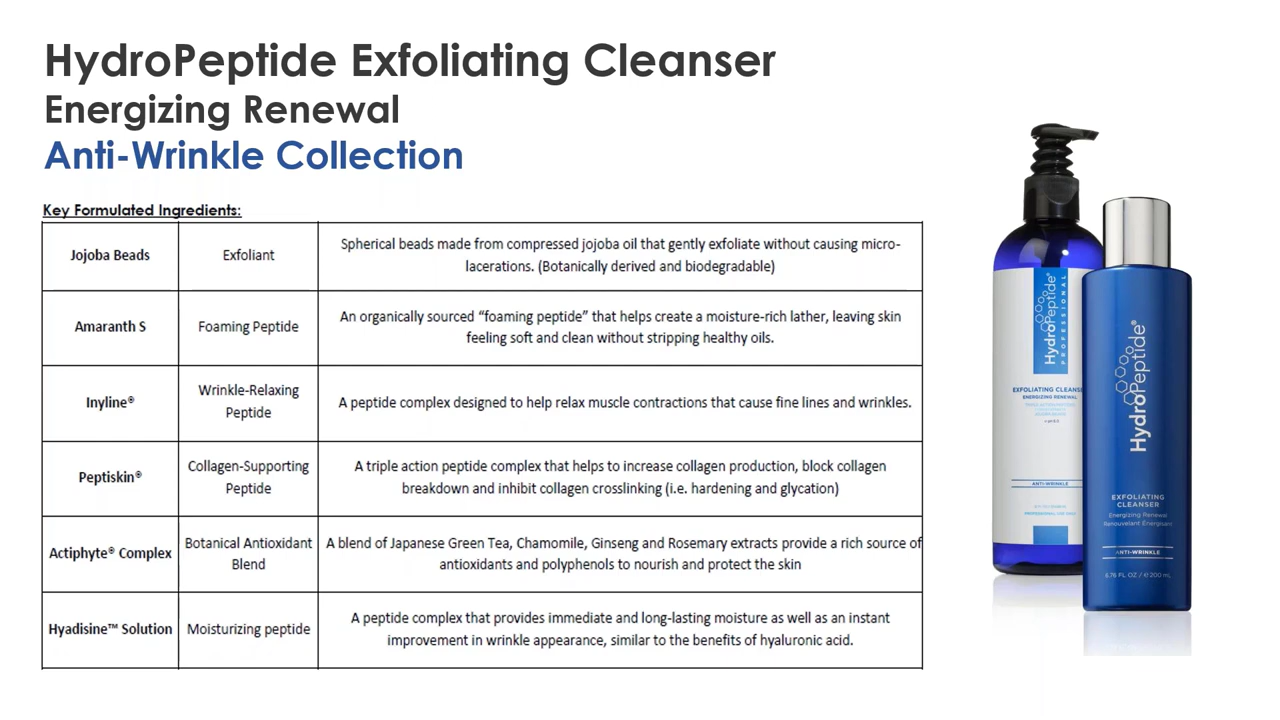 HydroPeptide Exfoliating Cleanser
Energizing Renewal
Anti-Wrinkle Collection
Key Formulated Ingredients:
Jojoba Beads
Exfoliant
Spherical beads made from compressed jojoba oil that gently exfoliate without causing micro-
lacerations. (Botanically derived and biodegradable)
Amaranth S
Foaming Peptide
An organically sourced “foaming peptide” that helps create a moisture-rich lather, leaving skin
feeling soft and clean without stripping healthy oils.
Inyline®
Wrinkle-Relaxing
Peptide
A peptide complex designed to help relax muscle contractions that cause fine lines and wrinkles.
Peptiskin®
Collagen-Supporting
Peptide
A triple action peptide complex that helps to increase collagen production, block collagen
breakdown and inhibit collagen crosslinking (i.e. hardening and glycation)
Actiphyte® Complex
Botanical Antioxidant
Blend
A blend of Japanese Green Tea, Chamomile, Ginseng and Rosemary extracts provide a rich source of
antioxidants and polyphenols to nourish and protect the skin
Hyadisine™ Solution
Moisturizing peptide
A peptide complex that provides immediate and long-lasting moisture as well as an instant
improvement in wrinkle appearance, similar to the benefits of hyaluronic acid.
HydroPeptide®
PROFESSIONAL
EXFOLIATING CLEANS
ENERGIZING RENEWAL
ANTI-WRINKLE
HydroPeptide®
EXFOLIATING
CLEANSER
Energizing Renewal
Renouvelant Énergisant
ANTI-WRINKLE
6.76 FL OZ / e 200 mL